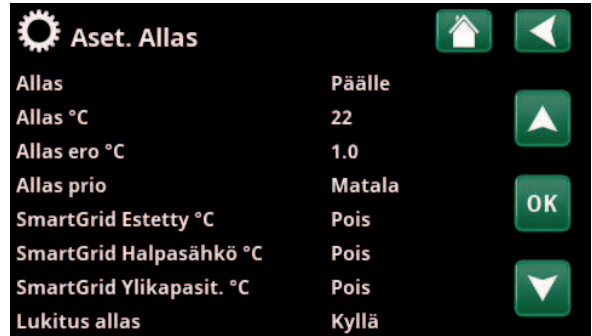 Aset. Allas
Allas Päälle
Allas °C 22
Allas ero °C 1.0
Allas prio Matala
OK
SmartGrid Estetty °C Pois
SmartGrid Halpasähkö °C Pois
SmartGrid Ylikapasit. °C Pois
Lukitus allas Kyllä